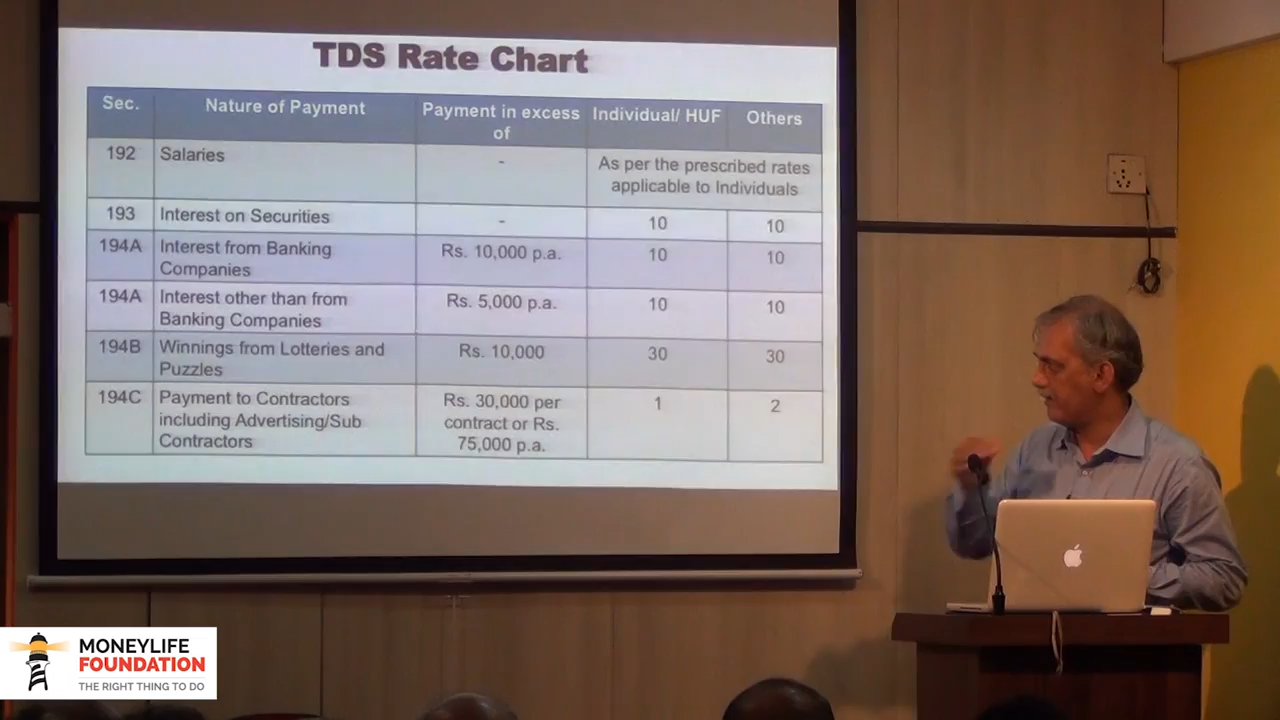 TDS Rate Chart
Sec. Nature of Payment Payment in excess of Individual/ HUF Others
192 Salaries - As per the prescribed rates applicable to Individuals
193 Interest on Securities - 10 10
194A Interest from Banking Companies Rs. 10,000 p.a. 10 10
194A Interest other than from Banking Companies Rs. 5,000 p.a. 10 10
194B Winnings from Lotteries and Puzzles Rs. 10,000 30 30
194C Payment to Contractors including Advertising/Sub Contractors Rs. 30,000 per contract or Rs. 75,000 p.a. 1 2
MONEYLIFE
FOUNDATION
THE RIGHT THING TO DO